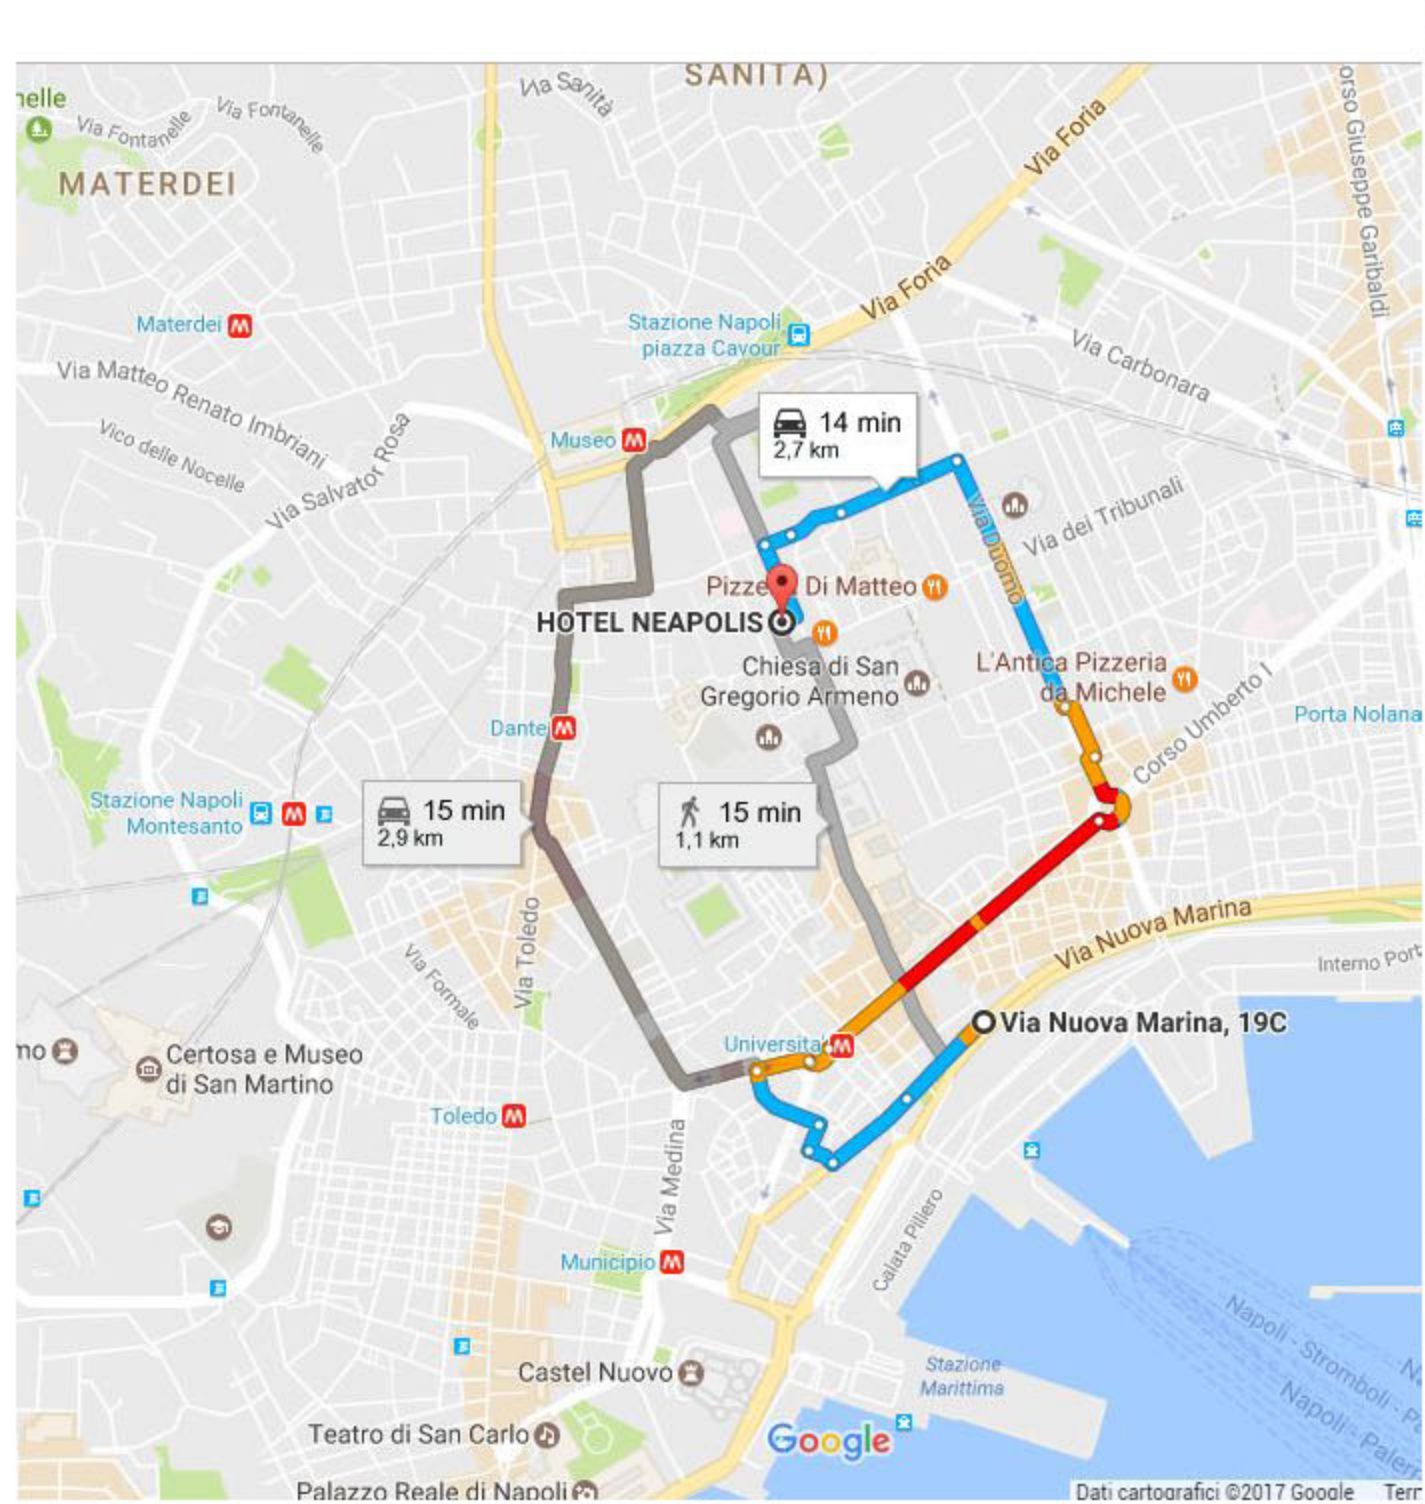 SANITÀ)
nelle
Via Fontanelle
Via Fontanelle
Via Sanità
Via Foria
orso Giuseppe Garibaldi
MATERDEI
Via Foria
Materdei
Stazione Napoli
piazza Cavour
Via Carbonara
Via Matteo Renato Imbriani
Vico delle Nocelle
Via Salvator Rosa
Museo
14 min
2,7 km
Via Duomo
Via dei Tribunali
Pizze Di Matteo
HOTEL NEAPOLIS
Chiesa di San
Gregorio Armeno
L'Antica Pizzeria
da Michele
Corso Umberto I
Porta Nolana
Dante
Stazione Napoli
Montesanto
15 min
2,9 km
15 min
1,1 km
Via Toledo
Via Formale
Via Nuova Marina
Interno Port
Via Nuova Marina, 19C
Universita'
mo
Certosa e Museo
di San Martino
Toledo
Via Medina
Calata Piliero
Municipio
Napoli - Stromboli - P
Napoli - Palerm
N
Castel Nuovo
Stazione
Marittima
Teatro di San Carlo
Google
Palazzo Reale di Napoli
Dati cartografici ©2017 Google Terr